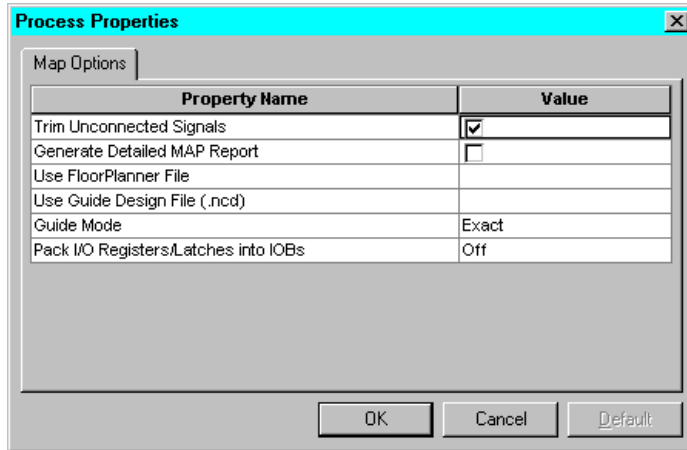 Process Properties
Map Options
Property Name Value
Trim Unconnected Signals
Generate Detailed MAP Report
Use FloorPlanner File
Use Guide Design File (.ncd)
Guide Mode Exact
Pack I/O Registers/Latches into IOBs Off
OK Cancel Default